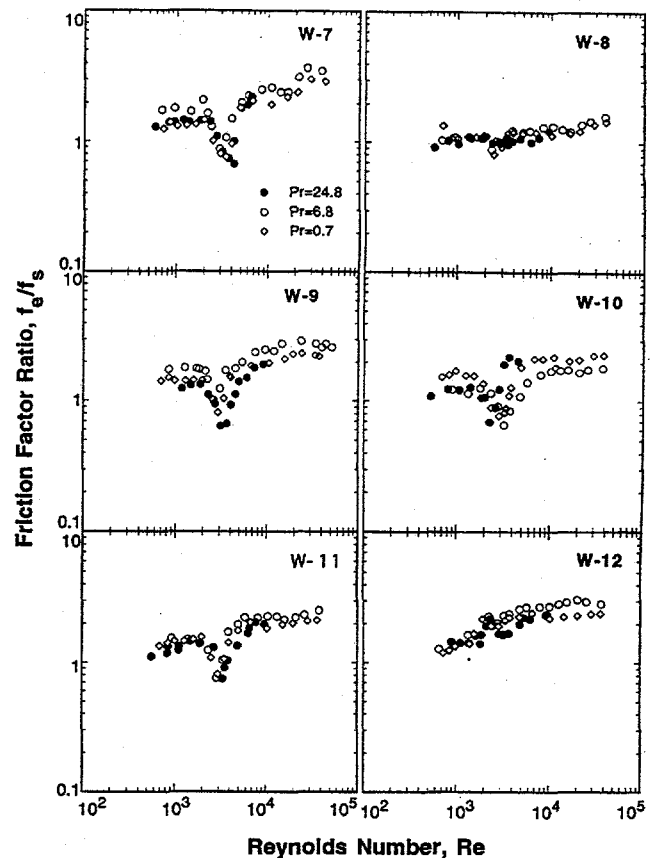 10
W-7
W-8
1
Pr=24.8
Pr=6.8
Pr=0.7
0.1
10
W-9
W-10
1
0.1
10
W-11
W-12
1
0.1
10² 10³ 10⁴ 10⁵ 10² 10³ 10⁴ 10⁵
Friction Factor Ratio, fₑ/fₛ
Reynolds Number, Re